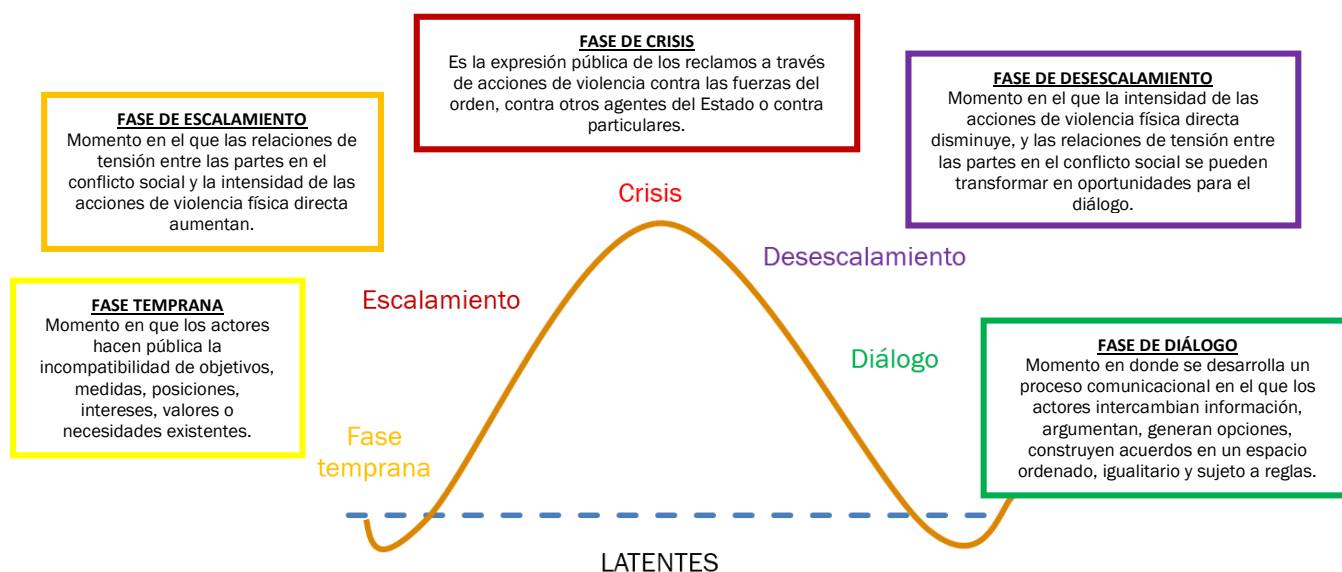 FASE DE CRISIS
Es la expresión pública de los reclamos a través
de acciones de violencia contra las fuerzas del
orden, contra otros agentes del Estado o contra
particulares.
FASE DE ESCALAMIENTO
Momento en el que las relaciones de
tensión entre las partes en el
conflicto social y la intensidad de las
acciones de violencia física directa
aumentan.
FASE DE DESESCALAMIENTO
Momento en el que la intensidad de las
acciones de violencia física directa
disminuye, y las relaciones de tensión entre
las partes en el conflicto social se pueden
transformar en oportunidades para el
diálogo.
Crisis
Desescalamiento
Escalamiento
FASE TEMPRANA
Momento en que los actores
hacen pública la
incompatibilidad de objetivos,
medidas, posiciones,
intereses, valores o
necesidades existentes.
Diálogo
FASE DE DIÁLOGO
Momento en donde se desarrolla un
proceso comunicacional en el que los
actores intercambian información,
argumentan, generan opciones,
construyen acuerdos en un espacio
ordenado, igualitario y sujeto a reglas.
Fase
temprana
LATENTES